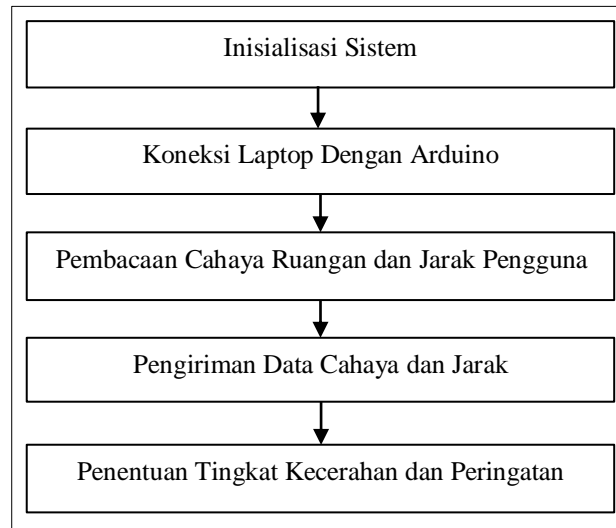 Inisialisasi Sistem
Koneksi Laptop Dengan Arduino
Pembacaan Cahaya Ruangan dan Jarak Pengguna
Pengiriman Data Cahaya dan Jarak
Penentuan Tingkat Kecerahan dan Peringatan